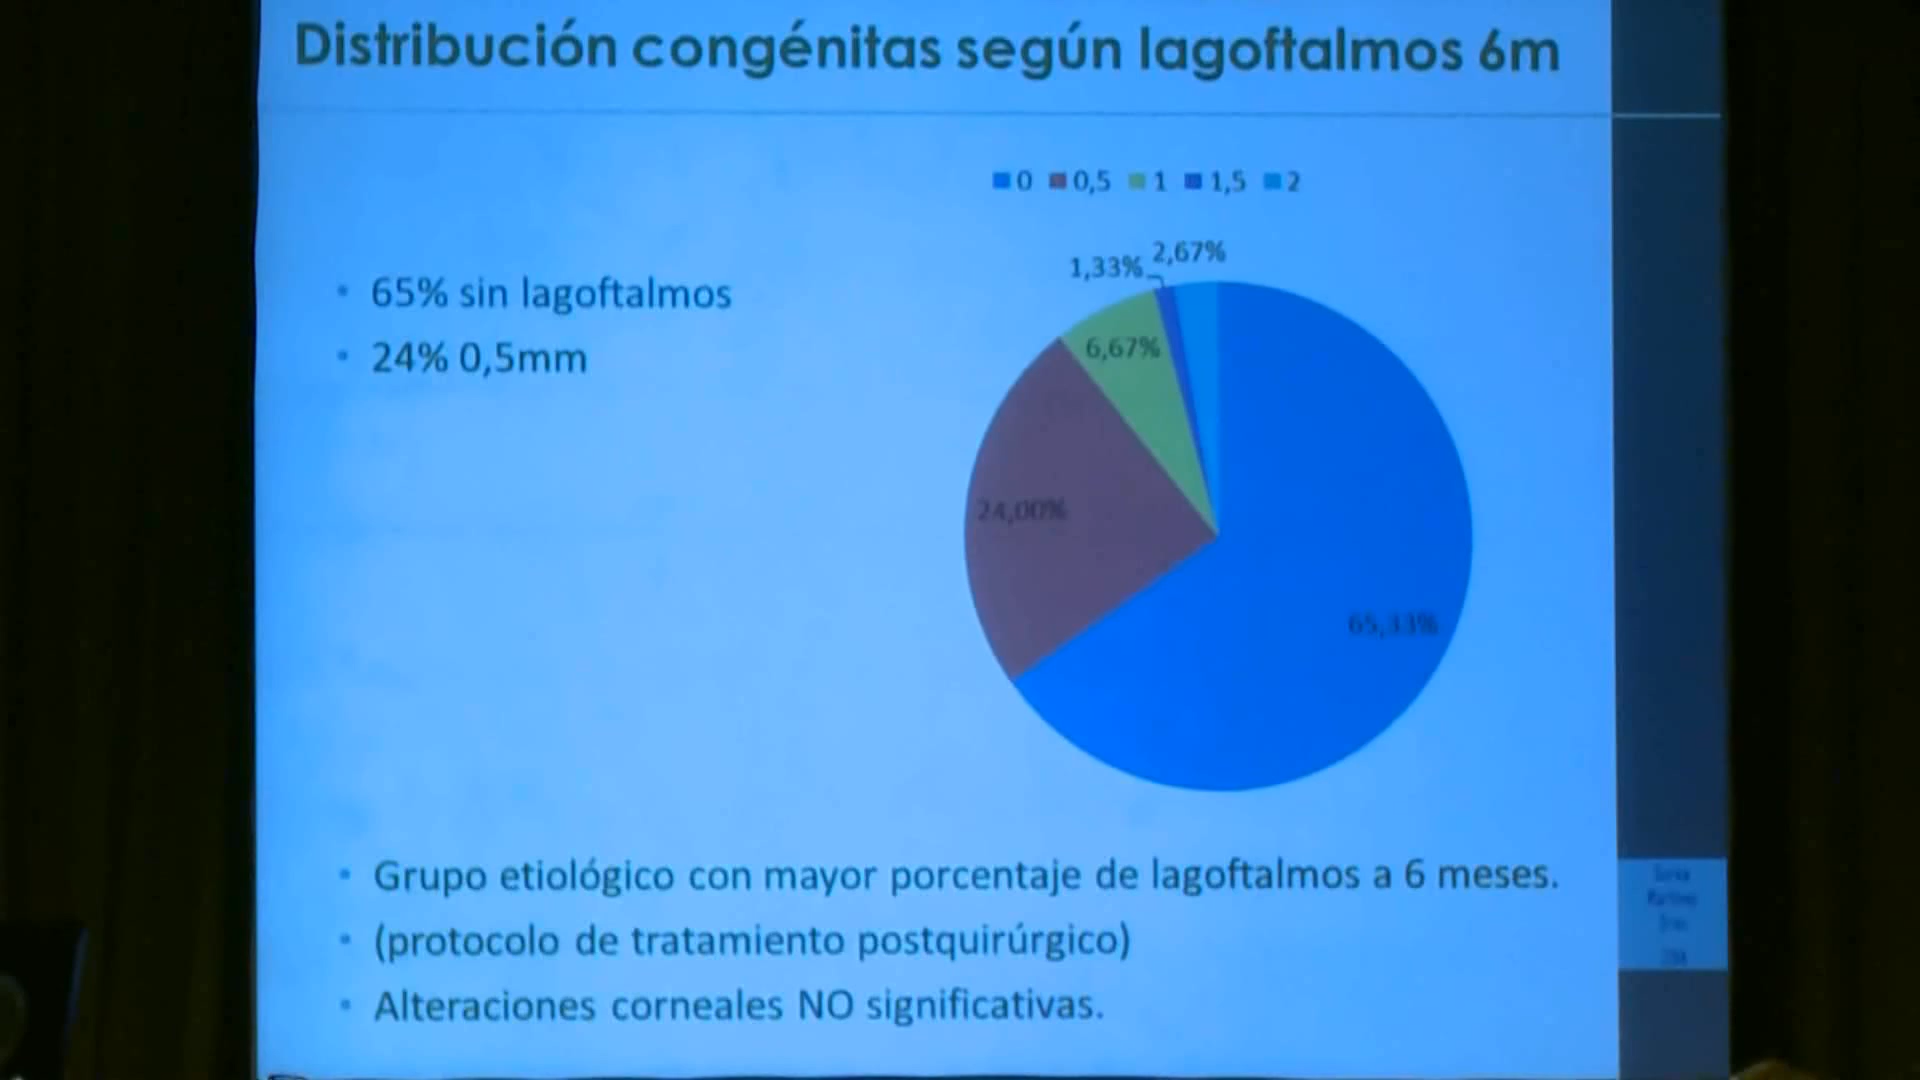 Distribución congénitas según lagoftalmos 6m
0 0,5 1 1,5 2
65% sin lagoftalmos
24% 0,5mm
1,33% 2,67%
6,67%
24,00%
65,33%
Grupo etiológico con mayor porcentaje de lagoftalmos a 6 meses.
(protocolo de tratamiento postquirúrgico)
Alteraciones corneales NO significativas.